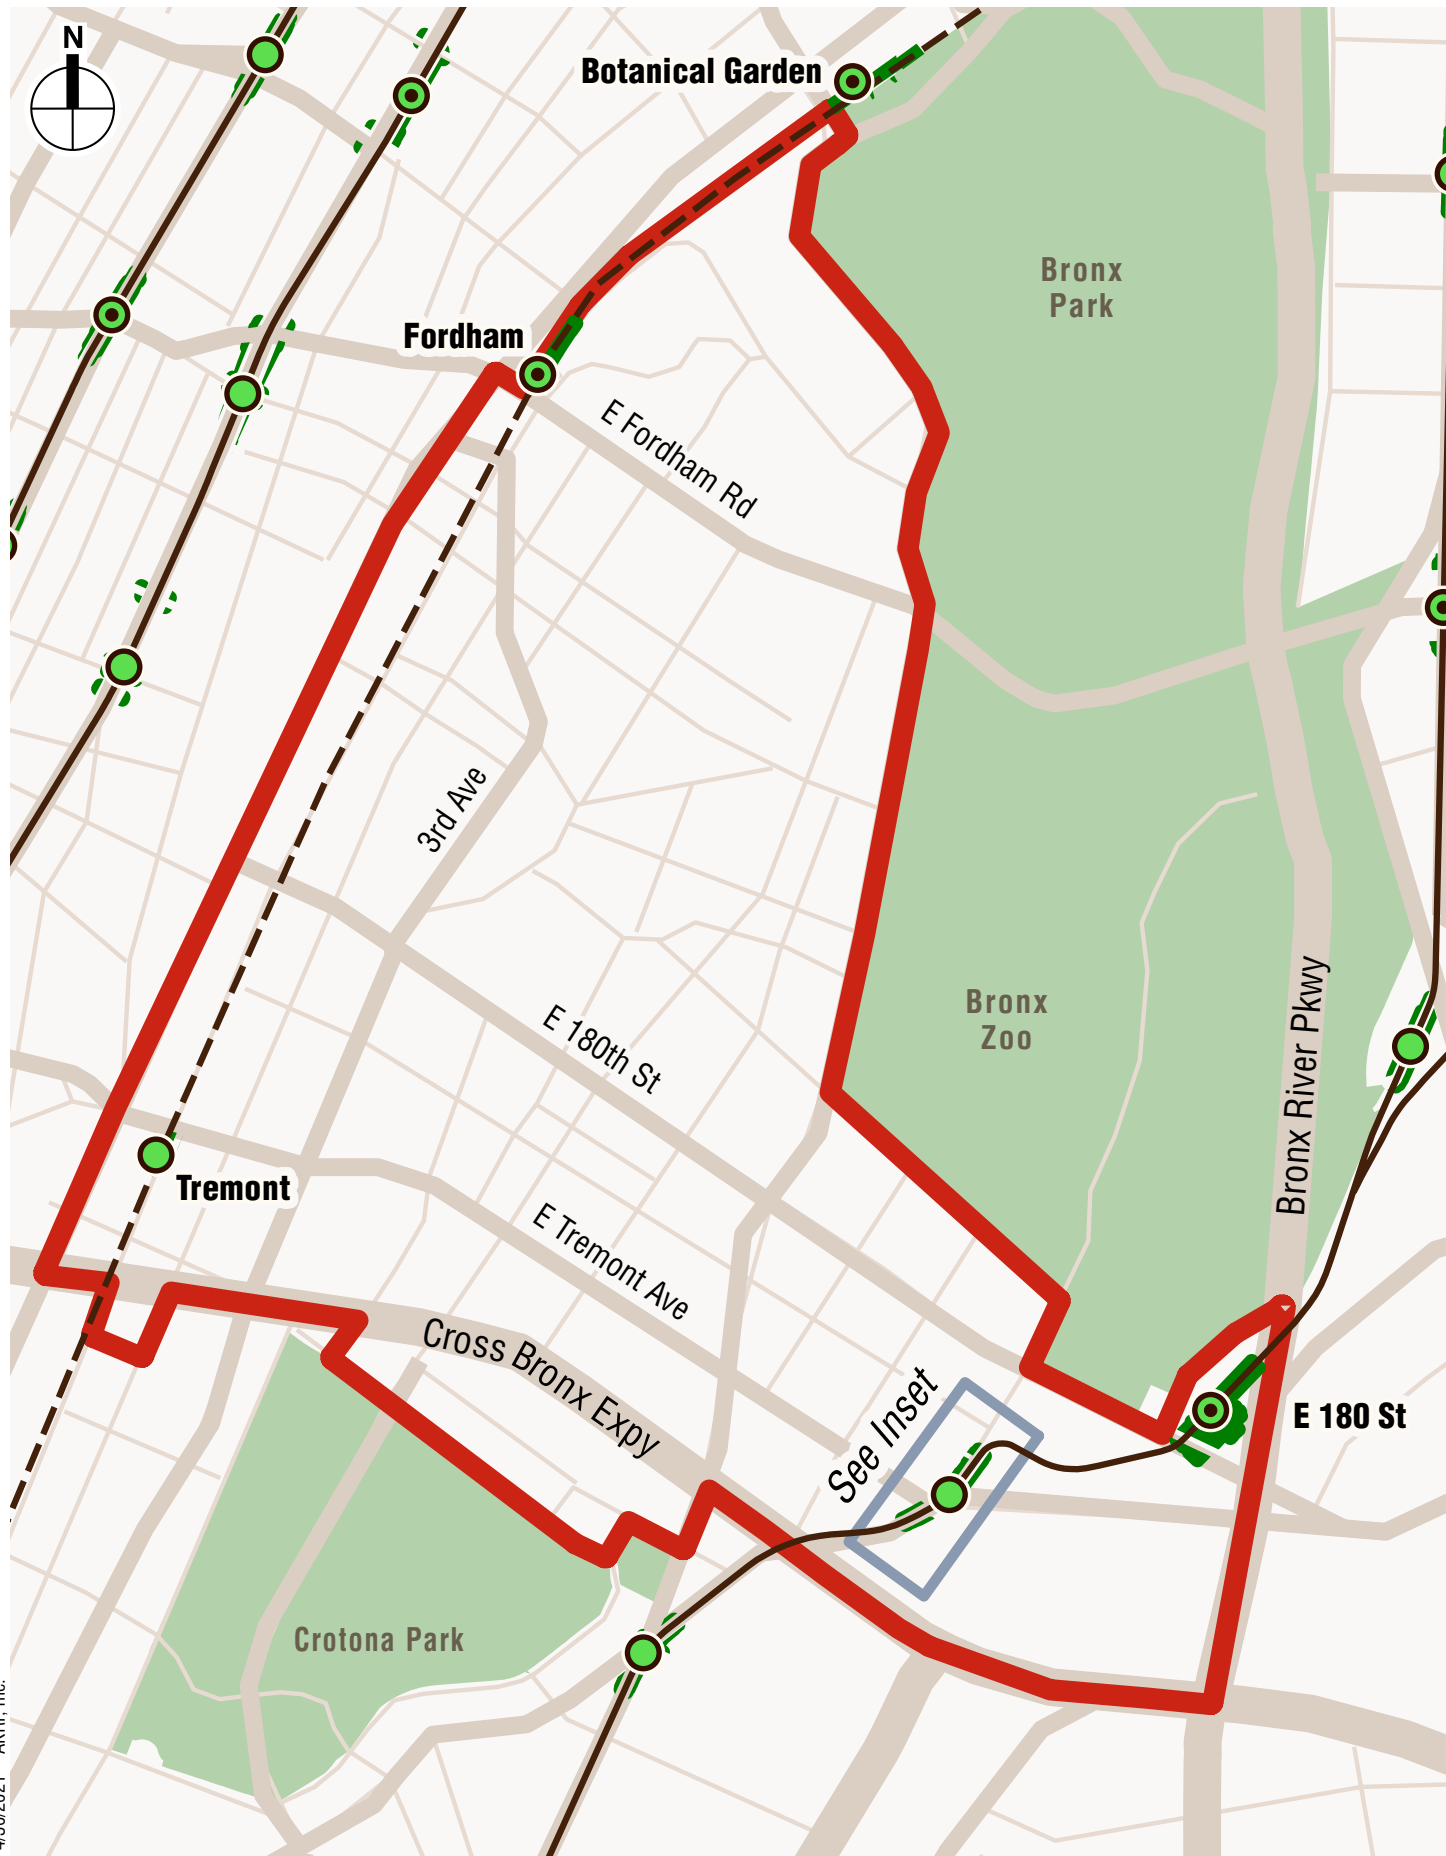 N
Botanical Garden
Bronx
Park
Fordham
E Fordham Rd
3rd Ave
Bronx
Zoo
Bronx River Pkwy
E 180th St
Tremont
E Tremont Ave
Cross Bronx Expy
See Inset
E 180 St
Crotona Park